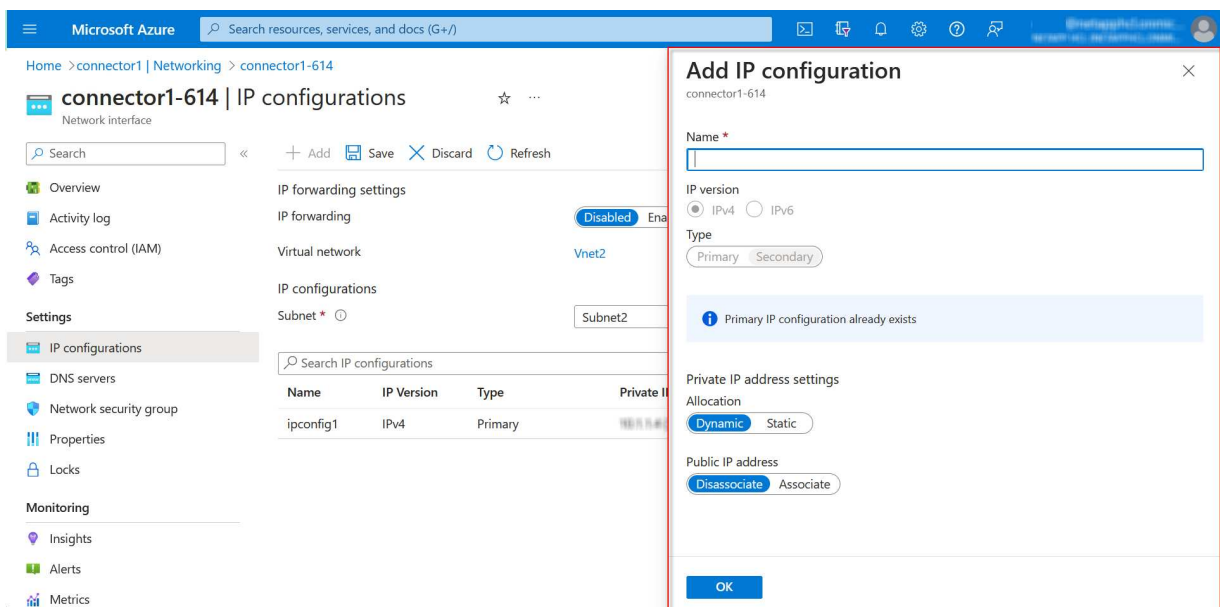 Microsoft Azure
Search resources, services, and docs (G+/)
Home > connector1 | Networking > connector1-614
connector1-614 | IP configurations
Network interface
Search
Add Save Discard Refresh
Overview
Activity log
Access control (IAM)
Tags
Settings
IP configurations
DNS servers
Network security group
Properties
Locks
Monitoring
Insights
Alerts
Metrics
IP forwarding settings
IP forwarding Disabled Ena
Virtual network Vnet2
IP configurations
Subnet * Subnet2
Search IP configurations
Name IP Version Type Private
ipconfig1 IPv4 Primary
Add IP configuration
connector1-614
Name *
IP version
IPv4 IPv6
Type
Primary Secondary
Primary IP configuration already exists
Private IP address settings
Allocation
Dynamic Static
Public IP address
Disassociate Associate
OK